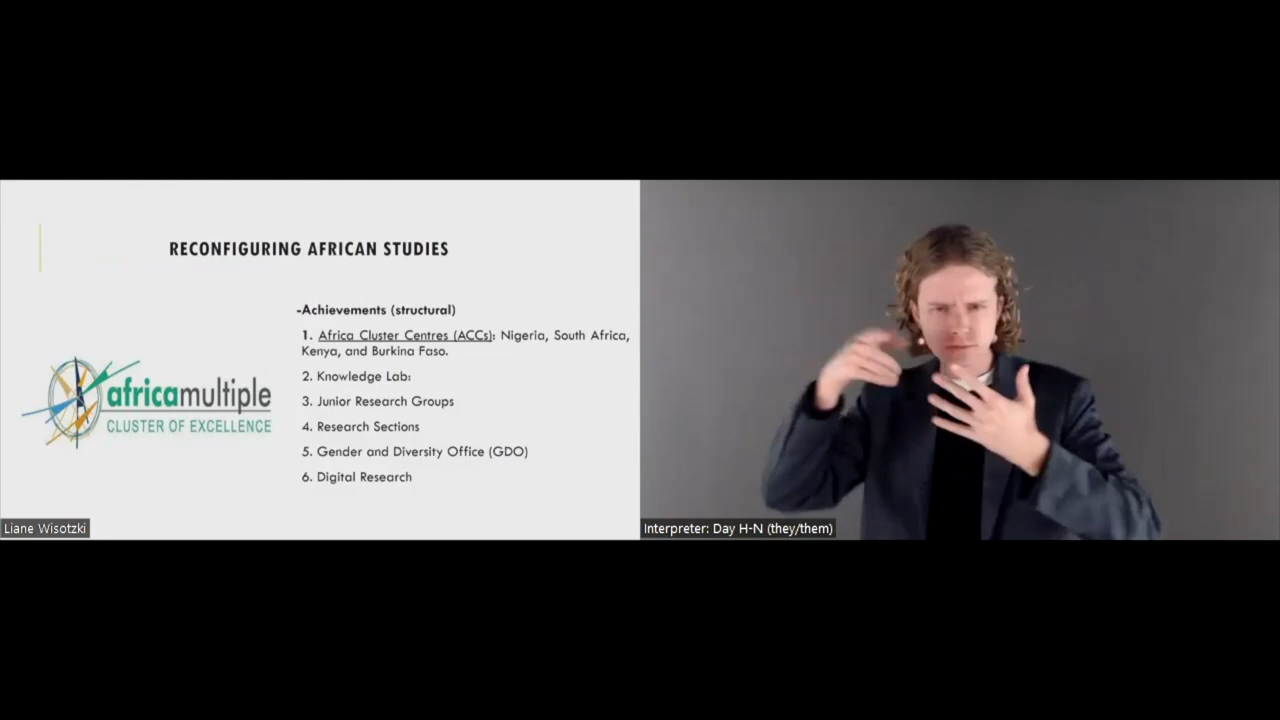 RECONFIGURING AFRICAN STUDIES
-Achievements (structural)
1. Africa Cluster Centres (ACCs): Nigeria, South Africa,
Kenya, and Burkina Faso.
2. Knowledge Lab:
3. Junior Research Groups
4. Research Sections
5. Gender and Diversity Office (GDO)
6. Digital Research
africamultiple
CLUSTER OF EXCELLENCE
Liane Wisotzki
Interpreter: Day H-N (they/them)